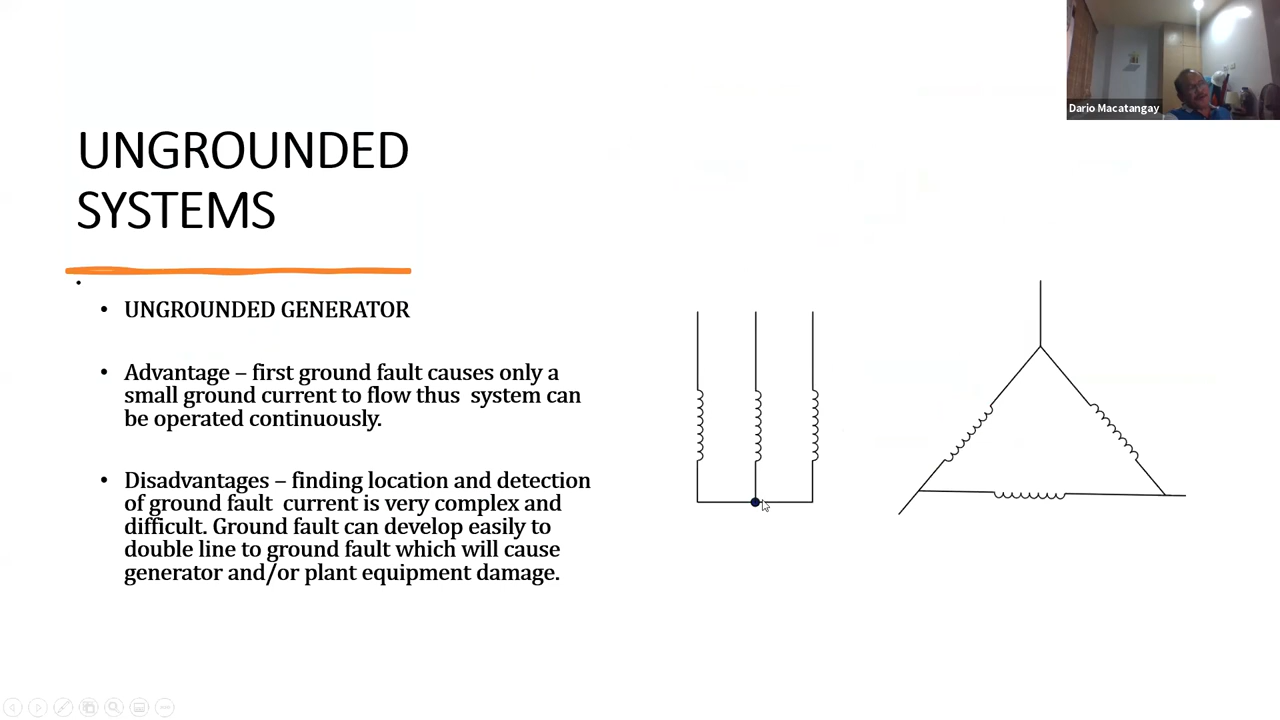 Dario Macatangay
UNGROUNDED
SYSTEMS
• UNGROUNDED GENERATOR
• Advantage – first ground fault causes only a
small ground current to flow thus system can
be operated continuously.
• Disadvantages – finding location and detection
of ground fault current is very complex and
difficult. Ground fault can develop easily to
double line to ground fault which will cause
generator and/or plant equipment damage.